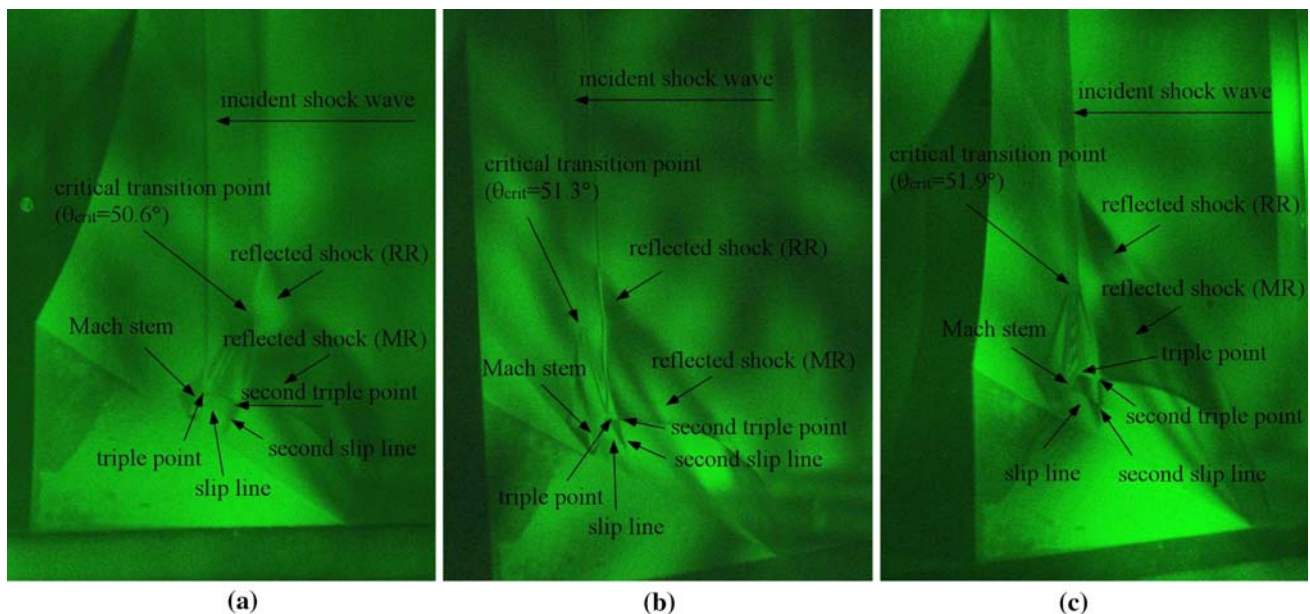 incident shock wave
critical transition point
(θcrit=50.6°)
reflected shock (RR)
Mach stem
reflected shock (MR)
second triple point
second slip line
triple point
slip line
(a)
incident shock wave
critical transition point
(θcrit=51.3°)
reflected shock (RR)
Mach stem
reflected shock (MR)
second triple point
second slip line
triple point
slip line
(b)
incident shock wave
critical transition point
(θcrit=51.9°)
reflected shock (RR)
reflected shock (MR)
Mach stem
triple point
second triple point
slip line
second slip line
(c)